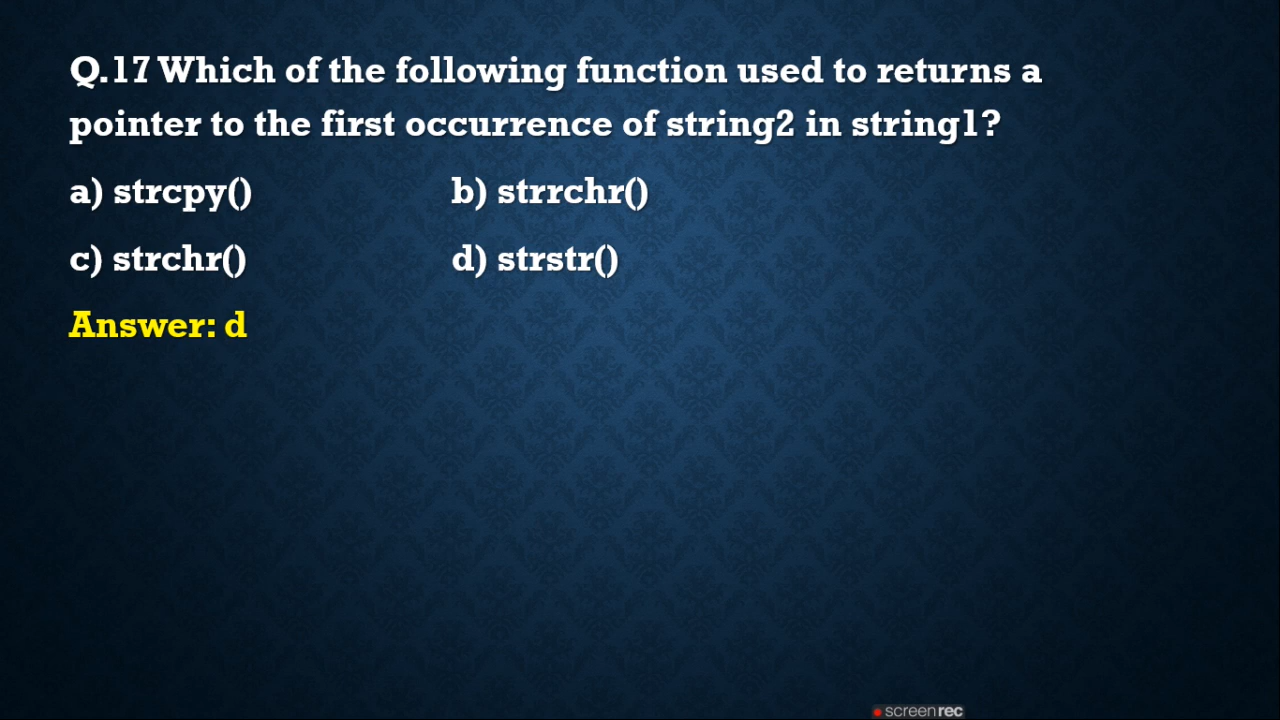 Q.17 Which of the following function used to returns a
pointer to the first occurrence of string2 in string1?
a) strcpy() b) strrchr()
c) strchr() d) strstr()
Answer: d
screenrec